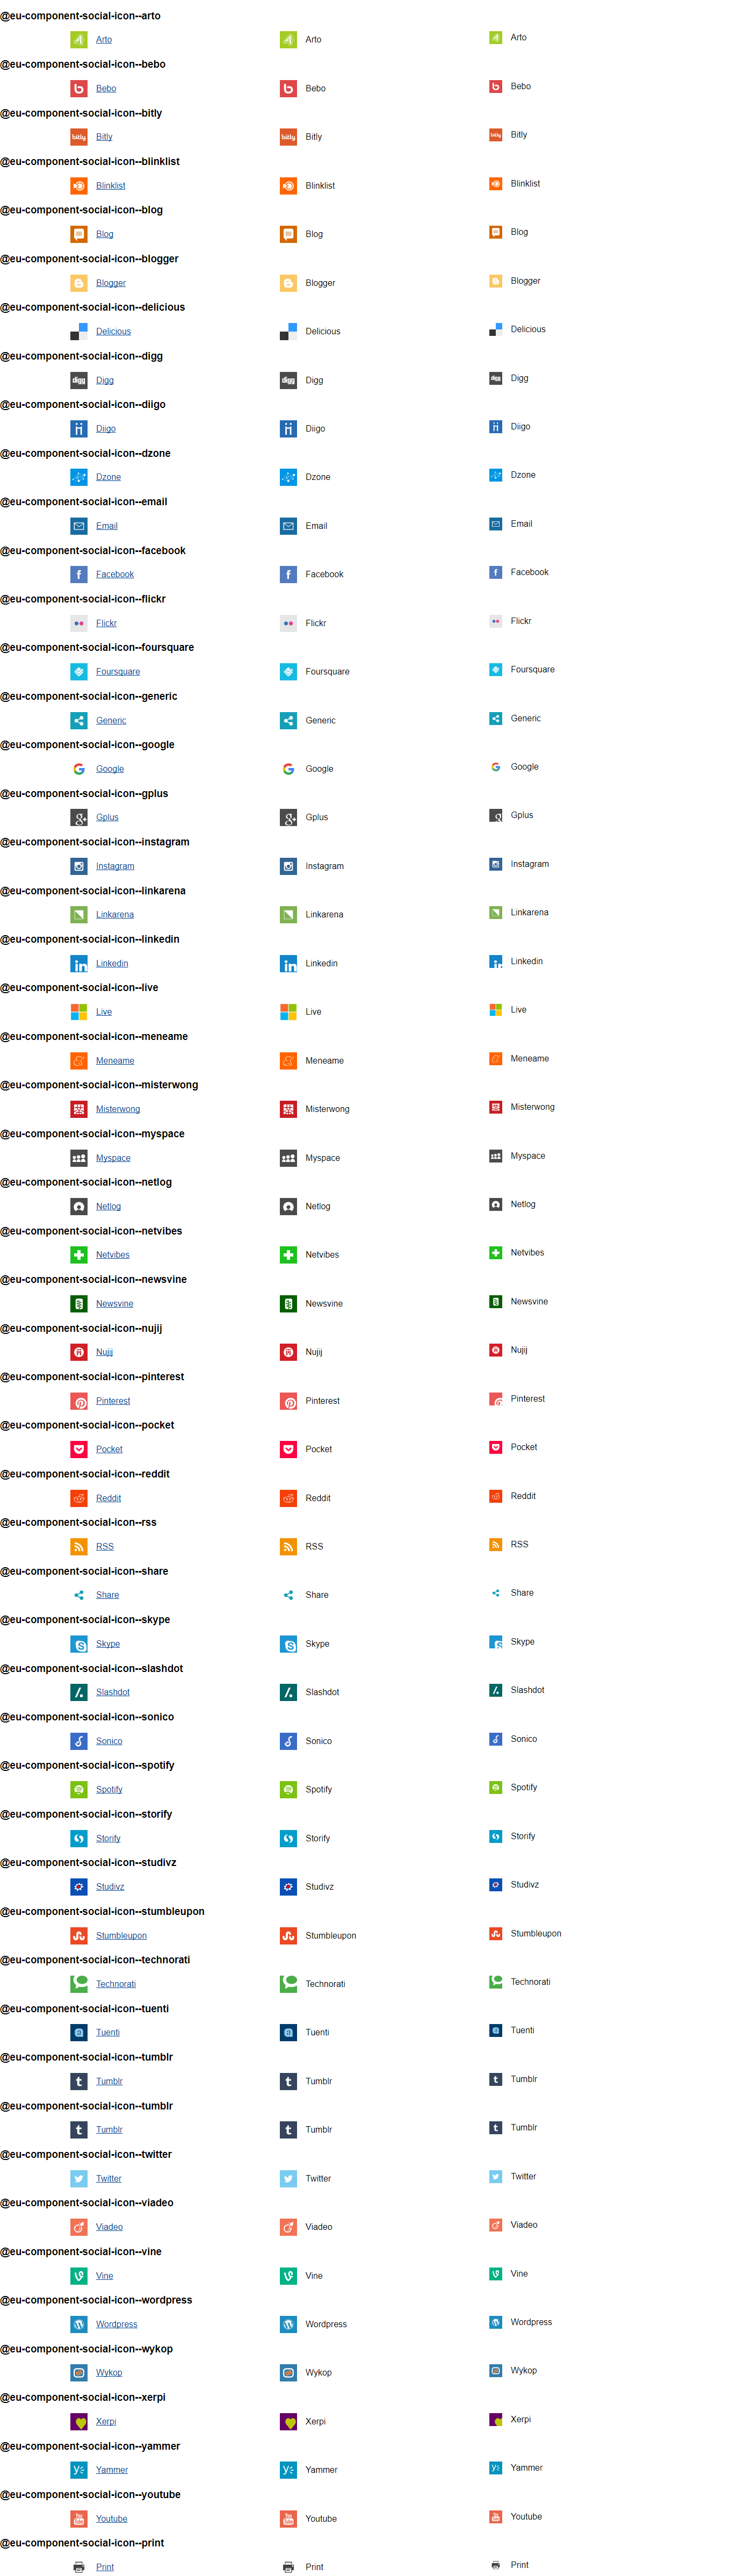 @eu-component-social-icon--arto
Arto Arto Arto
@eu-component-social-icon--bebo
Bebo Bebo Bebo
@eu-component-social-icon--bitly
bitly Bitly bitly Bitly bitly Bitly
@eu-component-social-icon--blinklist
Blinklist Blinklist Blinklist
@eu-component-social-icon--blog
Blog Blog Blog
@eu-component-social-icon--blogger
Blogger Blogger Blogger
@eu-component-social-icon--delicious
Delicious Delicious Delicious
@eu-component-social-icon--digg
digg Digg digg Digg digg Digg
@eu-component-social-icon--diigo
Diigo Diigo Diigo
@eu-component-social-icon--dzone
Dzone Dzone Dzone
@eu-component-social-icon--email
Email Email Email
@eu-component-social-icon--facebook
f Facebook f Facebook f Facebook
@eu-component-social-icon--flickr
Flickr Flickr Flickr
@eu-component-social-icon--foursquare
Foursquare Foursquare Foursquare
@eu-component-social-icon--generic
Generic Generic Generic
@eu-component-social-icon--google
G Google G Google G Google
@eu-component-social-icon--gplus
g+ Gplus g+ Gplus g Gplus
@eu-component-social-icon--instagram
Instagram Instagram Instagram
@eu-component-social-icon--linkarena
Linkarena Linkarena Linkarena
@eu-component-social-icon--linkedin
in Linkedin in Linkedin in Linkedin
@eu-component-social-icon--live
Live Live Live
@eu-component-social-icon--meneame
Meneame Meneame Meneame
@eu-component-social-icon--misterwong
Misterwong Misterwong Misterwong
@eu-component-social-icon--myspace
Myspace Myspace Myspace
@eu-component-social-icon--netlog
Netlog Netlog Netlog
@eu-component-social-icon--netvibes
Netvibes Netvibes Netvibes
@eu-component-social-icon--newsvine
Newsvine Newsvine Newsvine
@eu-component-social-icon--nujij
Nujij Nujij Nujij
@eu-component-social-icon--pinterest
Pinterest Pinterest Pinterest
@eu-component-social-icon--pocket
Pocket Pocket Pocket
@eu-component-social-icon--reddit
Reddit Reddit Reddit
@eu-component-social-icon--rss
RSS RSS RSS
@eu-component-social-icon--share
Share Share Share
@eu-component-social-icon--skype
S Skype S Skype S Skype
@eu-component-social-icon--slashdot
/. Slashdot /. Slashdot /. Slashdot
@eu-component-social-icon--sonico
Sonico Sonico Sonico
@eu-component-social-icon--spotify
Spotify Spotify Spotify
@eu-component-social-icon--storify
Storify Storify Storify
@eu-component-social-icon--studivz
Studivz Studivz Studivz
@eu-component-social-icon--stumbleupon
Stumbleupon Stumbleupon Stumbleupon
@eu-component-social-icon--technorati
Technorati Technorati Technorati
@eu-component-social-icon--tuenti
Tuenti Tuenti Tuenti
@eu-component-social-icon--tumblr
t Tumblr t Tumblr t Tumblr
@eu-component-social-icon--tumblr
t Tumblr t Tumblr t Tumblr
@eu-component-social-icon--twitter
Twitter Twitter Twitter
@eu-component-social-icon--viadeo
Viadeo Viadeo Viadeo
@eu-component-social-icon--vine
Vine Vine Vine
@eu-component-social-icon--wordpress
W Wordpress W Wordpress W Wordpress
@eu-component-social-icon--wykop
Wykop Wykop Wykop
@eu-component-social-icon--xerpi
Xerpi Xerpi Xerpi
@eu-component-social-icon--yammer
Yammer Yammer Yammer
@eu-component-social-icon--youtube
You Tube Youtube You Tube Youtube You Tube Youtube
@eu-component-social-icon--print
Print Print Print